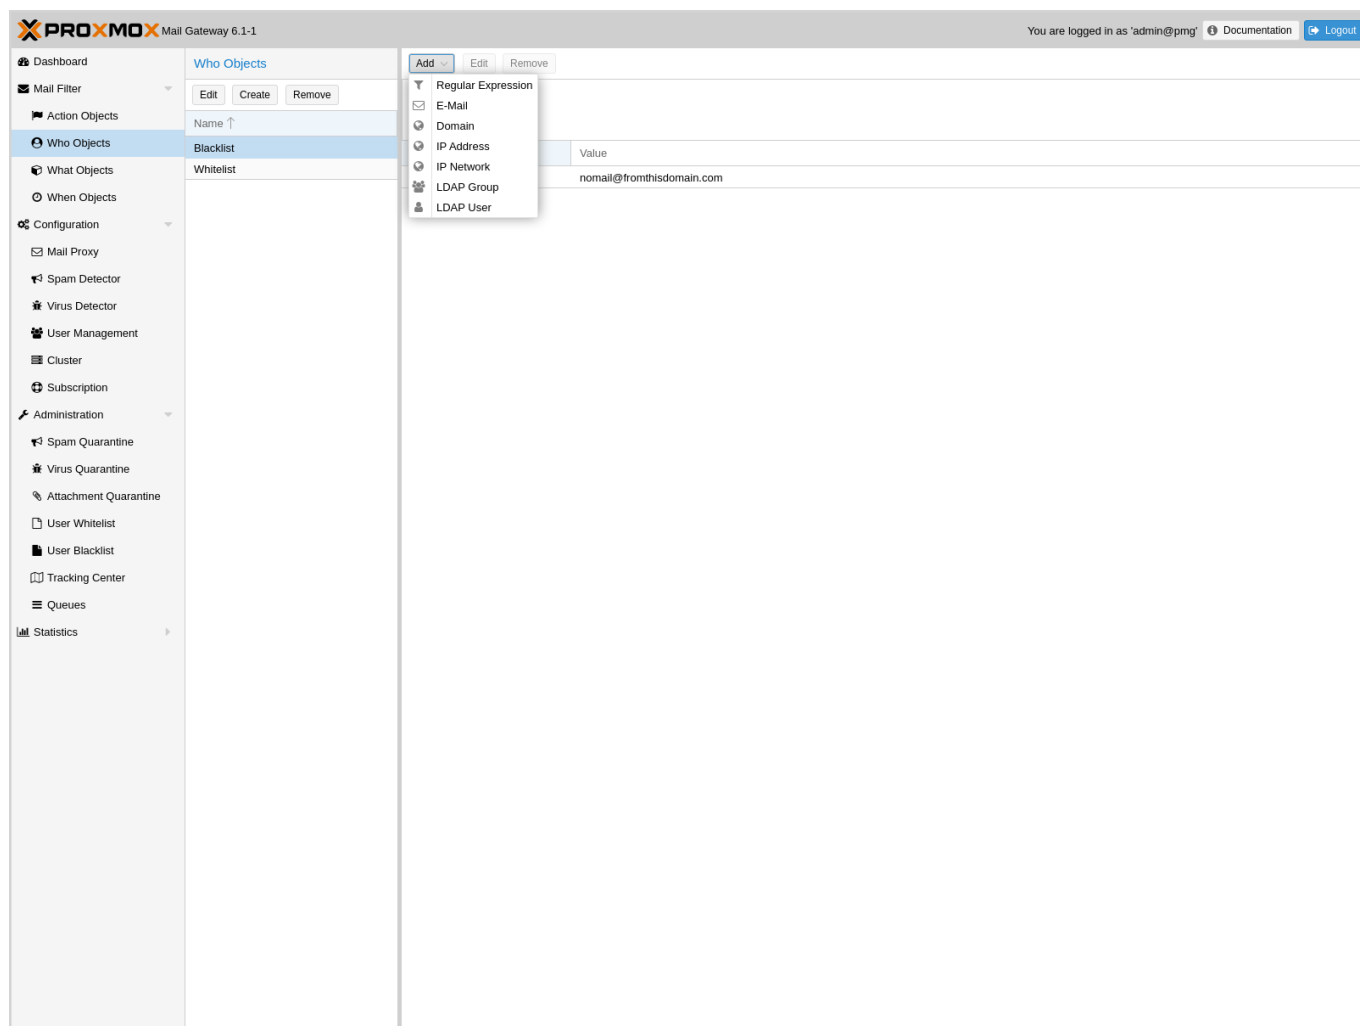 PROXMOX Mail Gateway 6.1-1
You are logged in as 'admin@pmg'
Documentation
Logout
Dashboard
Mail Filter
Action Objects
Who Objects
What Objects
When Objects
Configuration
Mail Proxy
Spam Detector
Virus Detector
User Management
Cluster
Subscription
Administration
Spam Quarantine
Virus Quarantine
Attachment Quarantine
User Whitelist
User Blacklist
Tracking Center
Queues
Statistics
Who Objects
Edit
Create
Remove
Name
Blacklist
Whitelist
Add
Edit
Remove
Regular Expression
E-Mail
Domain
IP Address
IP Network
LDAP Group
LDAP User
Value
nomail@fromthisdomain.com